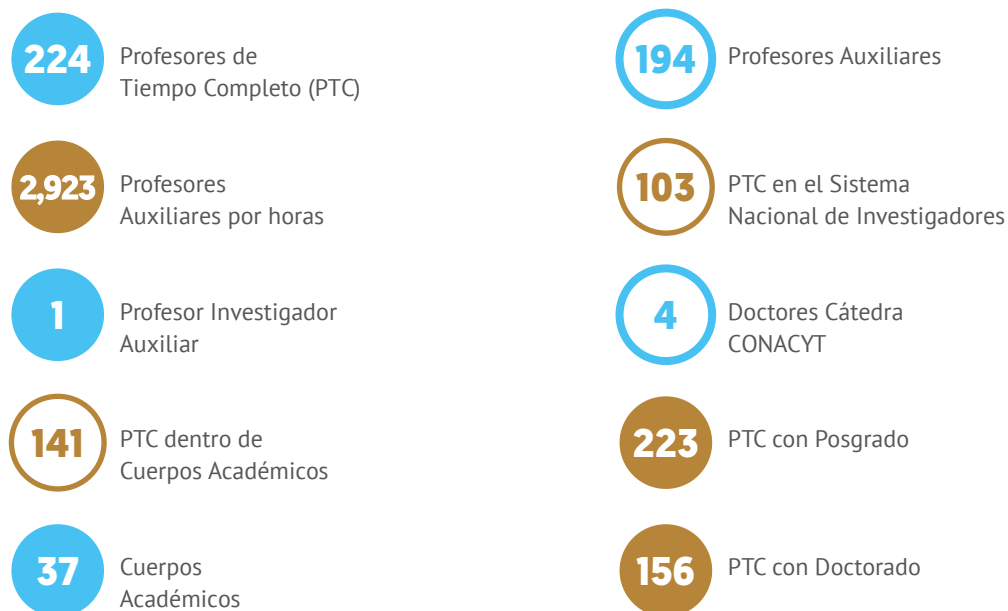 224
Profesores de
Tiempo Completo (PTC)
2,923
Profesores
Auxiliares por horas
1
Profesor Investigador
Auxiliar
141
PTC dentro de
Cuerpos Académicos
37
Cuerpos
Académicos
194
Profesores Auxiliares
103
PTC en el Sistema
Nacional de Investigadores
4
Doctores Cátedra
CONACYT
223
PTC con Posgrado
156
PTC con Doctorado